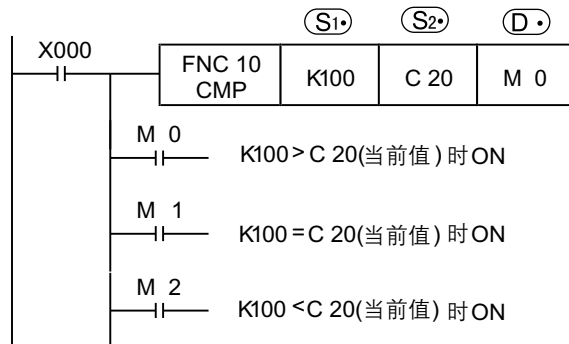 S1• S2• D•
X000
FNC 10 CMP K100 C 20 M 0
M 0
K100 > C 20(当前值) 时ON
M 1
K100 = C 20(当前值) 时ON
M 2
K100 < C 20(当前值) 时ON